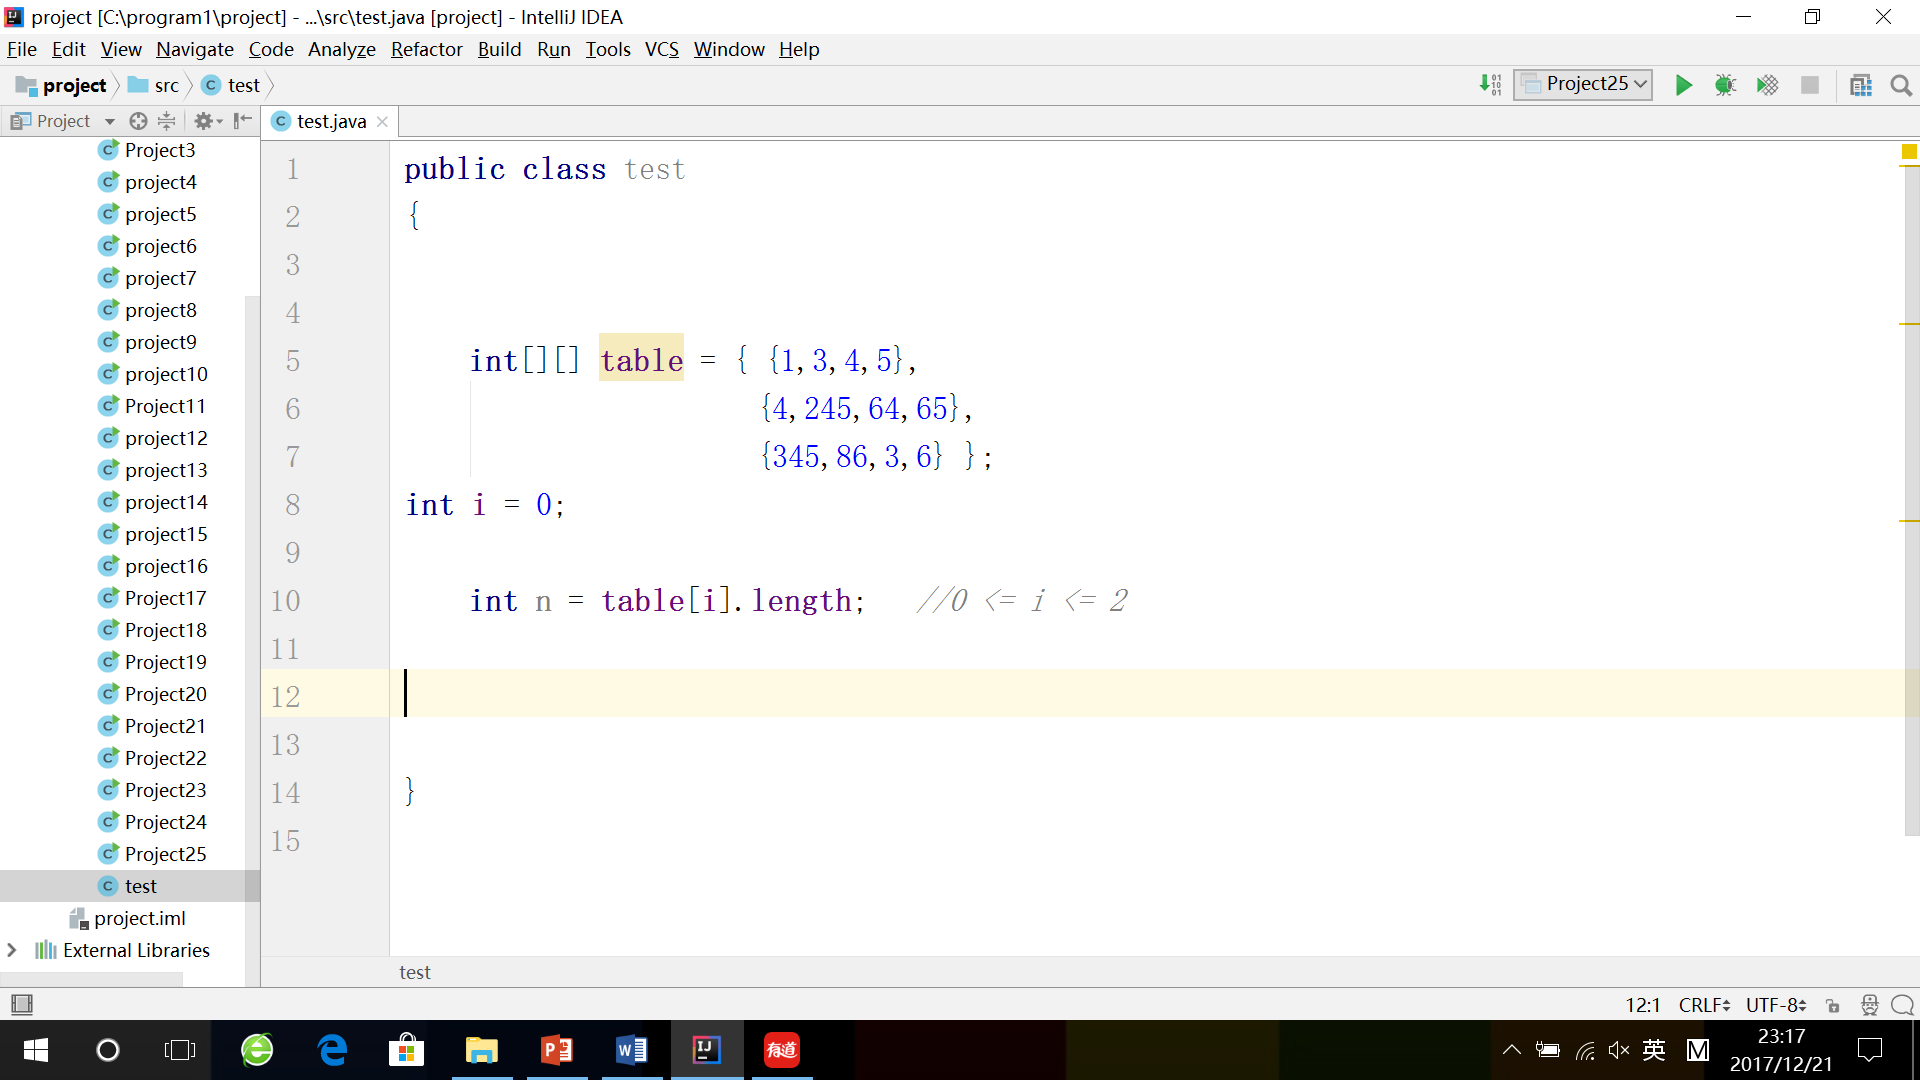 project [C:\program1\project] - ...\src\test.java [project] - IntelliJ IDEA
File Edit View Navigate Code Analyze Refactor Build Run Tools VCS Window Help
project src test
Project25
Project
test.java
Project3
project4
project5
project6
project7
project8
project9
project10
Project11
project12
project13
project14
project15
project16
Project17
Project18
Project19
Project20
Project21
Project22
Project23
Project24
Project25
test
project.iml
External Libraries
1 public class test
2 {
3
4
5 int[][] table = { {1,3,4,5},
6 {4,245,64,65},
7 {345,86,3,6} };
8 int i = 0;
9
10 int n = table[i].length; //0 <= i <= 2
11
12
13
14 }
15
test
12:1 CRLF UTF-8
有道
英 M
23:17
2017/12/21